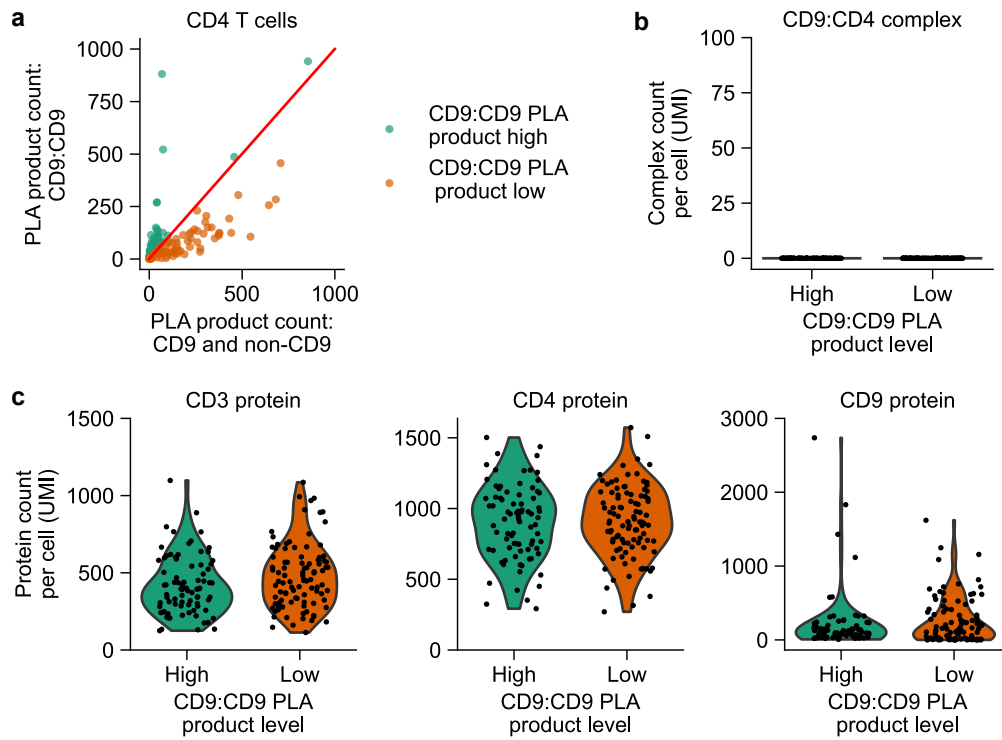 a
CD4 T cells
1000
750
500
250
0
0
500
1000
PLA product count:
CD9:CD9
PLA product count:
CD9 and non-CD9
CD9:CD9 PLA
product high
CD9:CD9 PLA
product low
b
CD9:CD4 complex
100
75
50
25
0
Complex count
per cell (UMI)
High
Low
CD9:CD9 PLA
product level
c
CD3 protein
1500
1000
500
0
Protein count
per cell (UMI)
High
Low
CD9:CD9 PLA
product level
CD4 protein
1500
1000
500
0
High
Low
CD9:CD9 PLA
product level
CD9 protein
3000
2000
1000
0
High
Low
CD9:CD9 PLA
product level